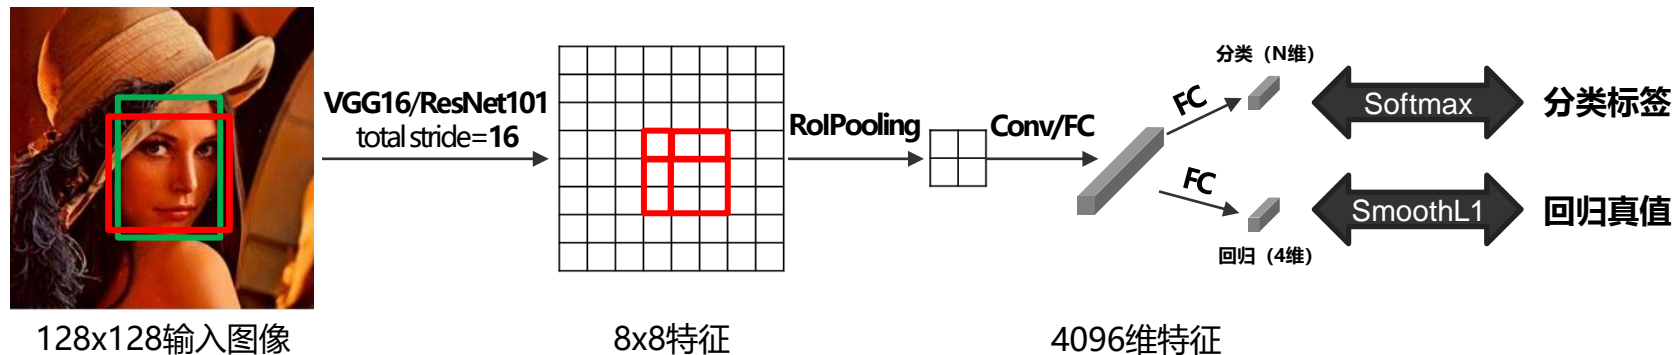 VGG16/ResNet101
total stride=16
RoIPooling
Conv/FC
FC
FC
分类（N维）
回归（4维）
Softmax
SmoothL1
分类标签
回归真值
128x128输入图像
8x8特征
4096维特征